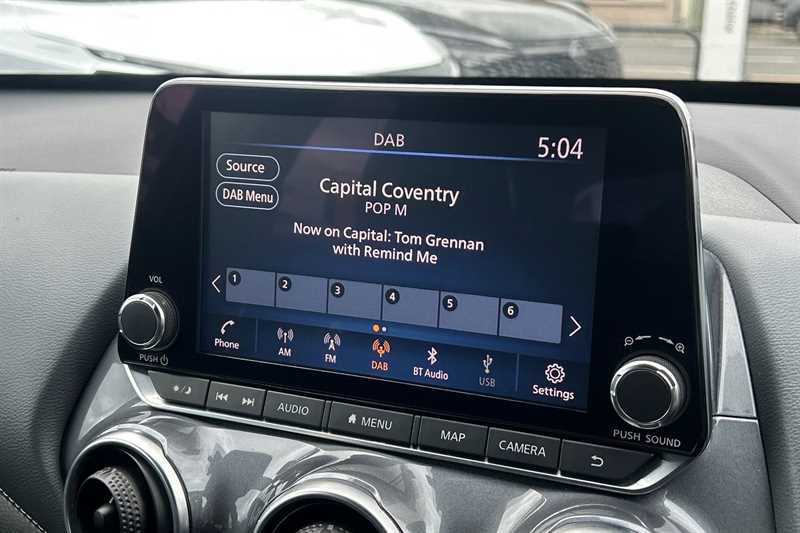 DAB
5:04
Source
DAB Menu
Capital Coventry
POP M
Now on Capital: Tom Grennan
with Remind Me
1 2 3 4 5 6
Phone
AM
FM
DAB
BT Audio
USB
Settings
VOL
PUSH
AUDIO
MENU
MAP
CAMERA
PUSH SOUND